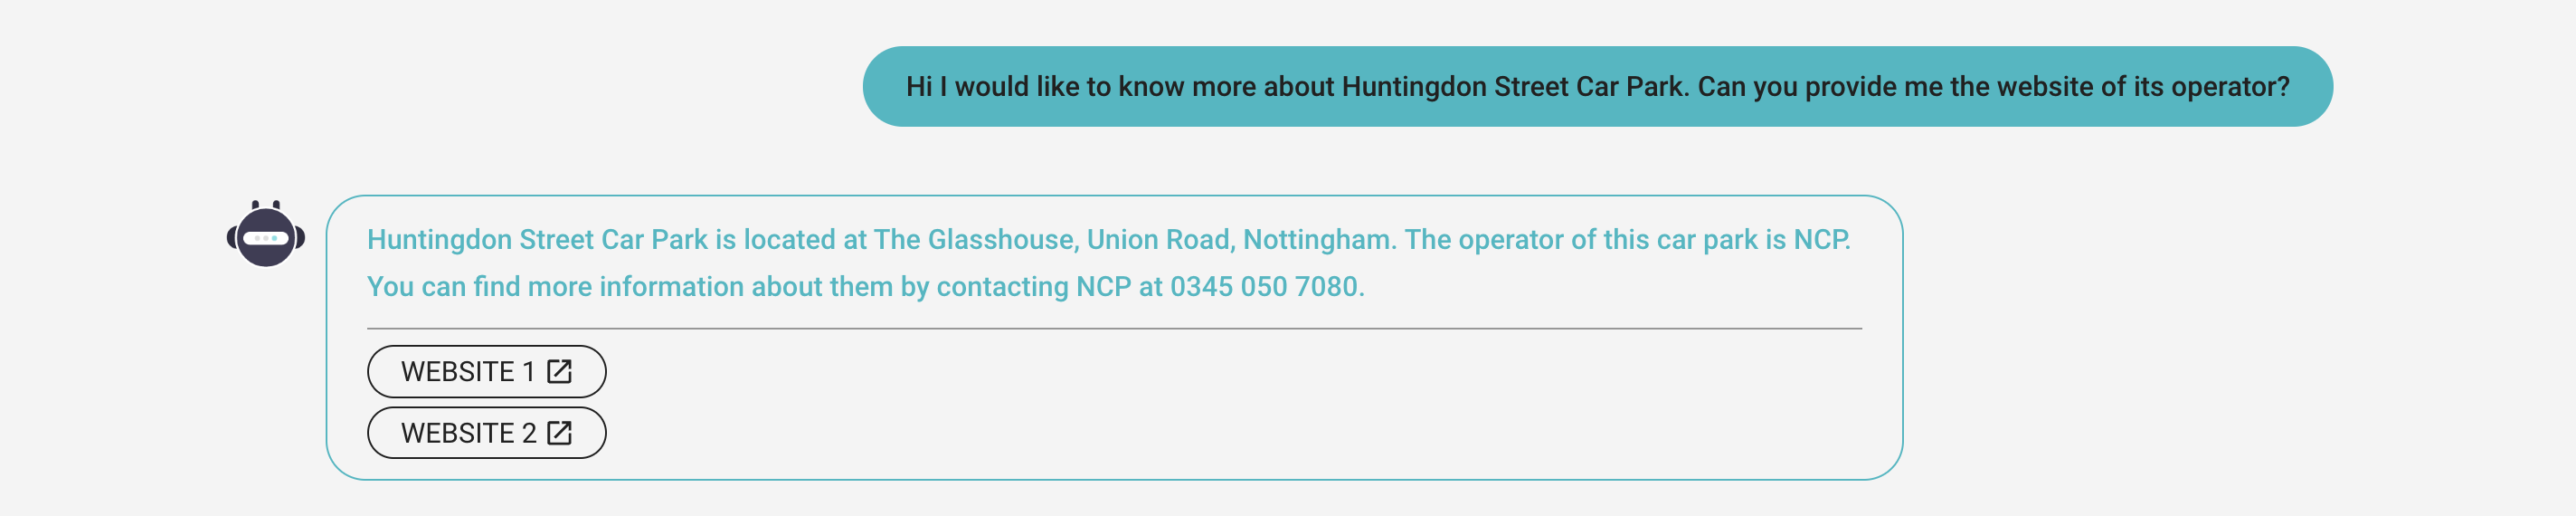 Hi I would like to know more about Huntingdon Street Car Park. Can you provide me the website of its operator?
Huntingdon Street Car Park is located at The Glasshouse, Union Road, Nottingham. The operator of this car park is NCP.
You can find more information about them by contacting NCP at 0345 050 7080.
WEBSITE 1
WEBSITE 2